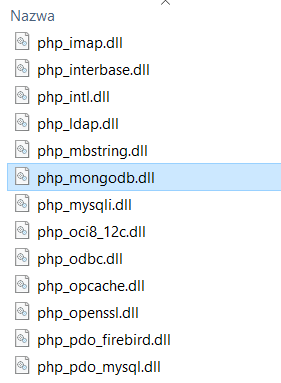 Nazwa
php_imap.dll
php_interbase.dll
php_intl.dll
php_ldap.dll
php_mbstring.dll
php_mongodb.dll
php_mysqli.dll
php_oci8_12c.dll
php_odbc.dll
php_opcache.dll
php_openssl.dll
php_pdo_firebird.dll
php_pdo_mysql.dll